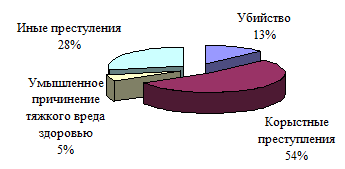 Иные преступления
28%
Убийство
13%
Умышленное
причинение
тяжкого вреда
здоровью
5%
Корыстные
преступления
54%